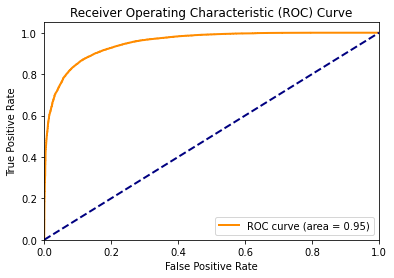 Receiver Operating Characteristic (ROC) Curve
1.0
0.8
0.6
0.4
0.2
0.0
True Positive Rate
ROC curve (area = 0.95)
0.0 0.2 0.4 0.6 0.8 1.0
False Positive Rate